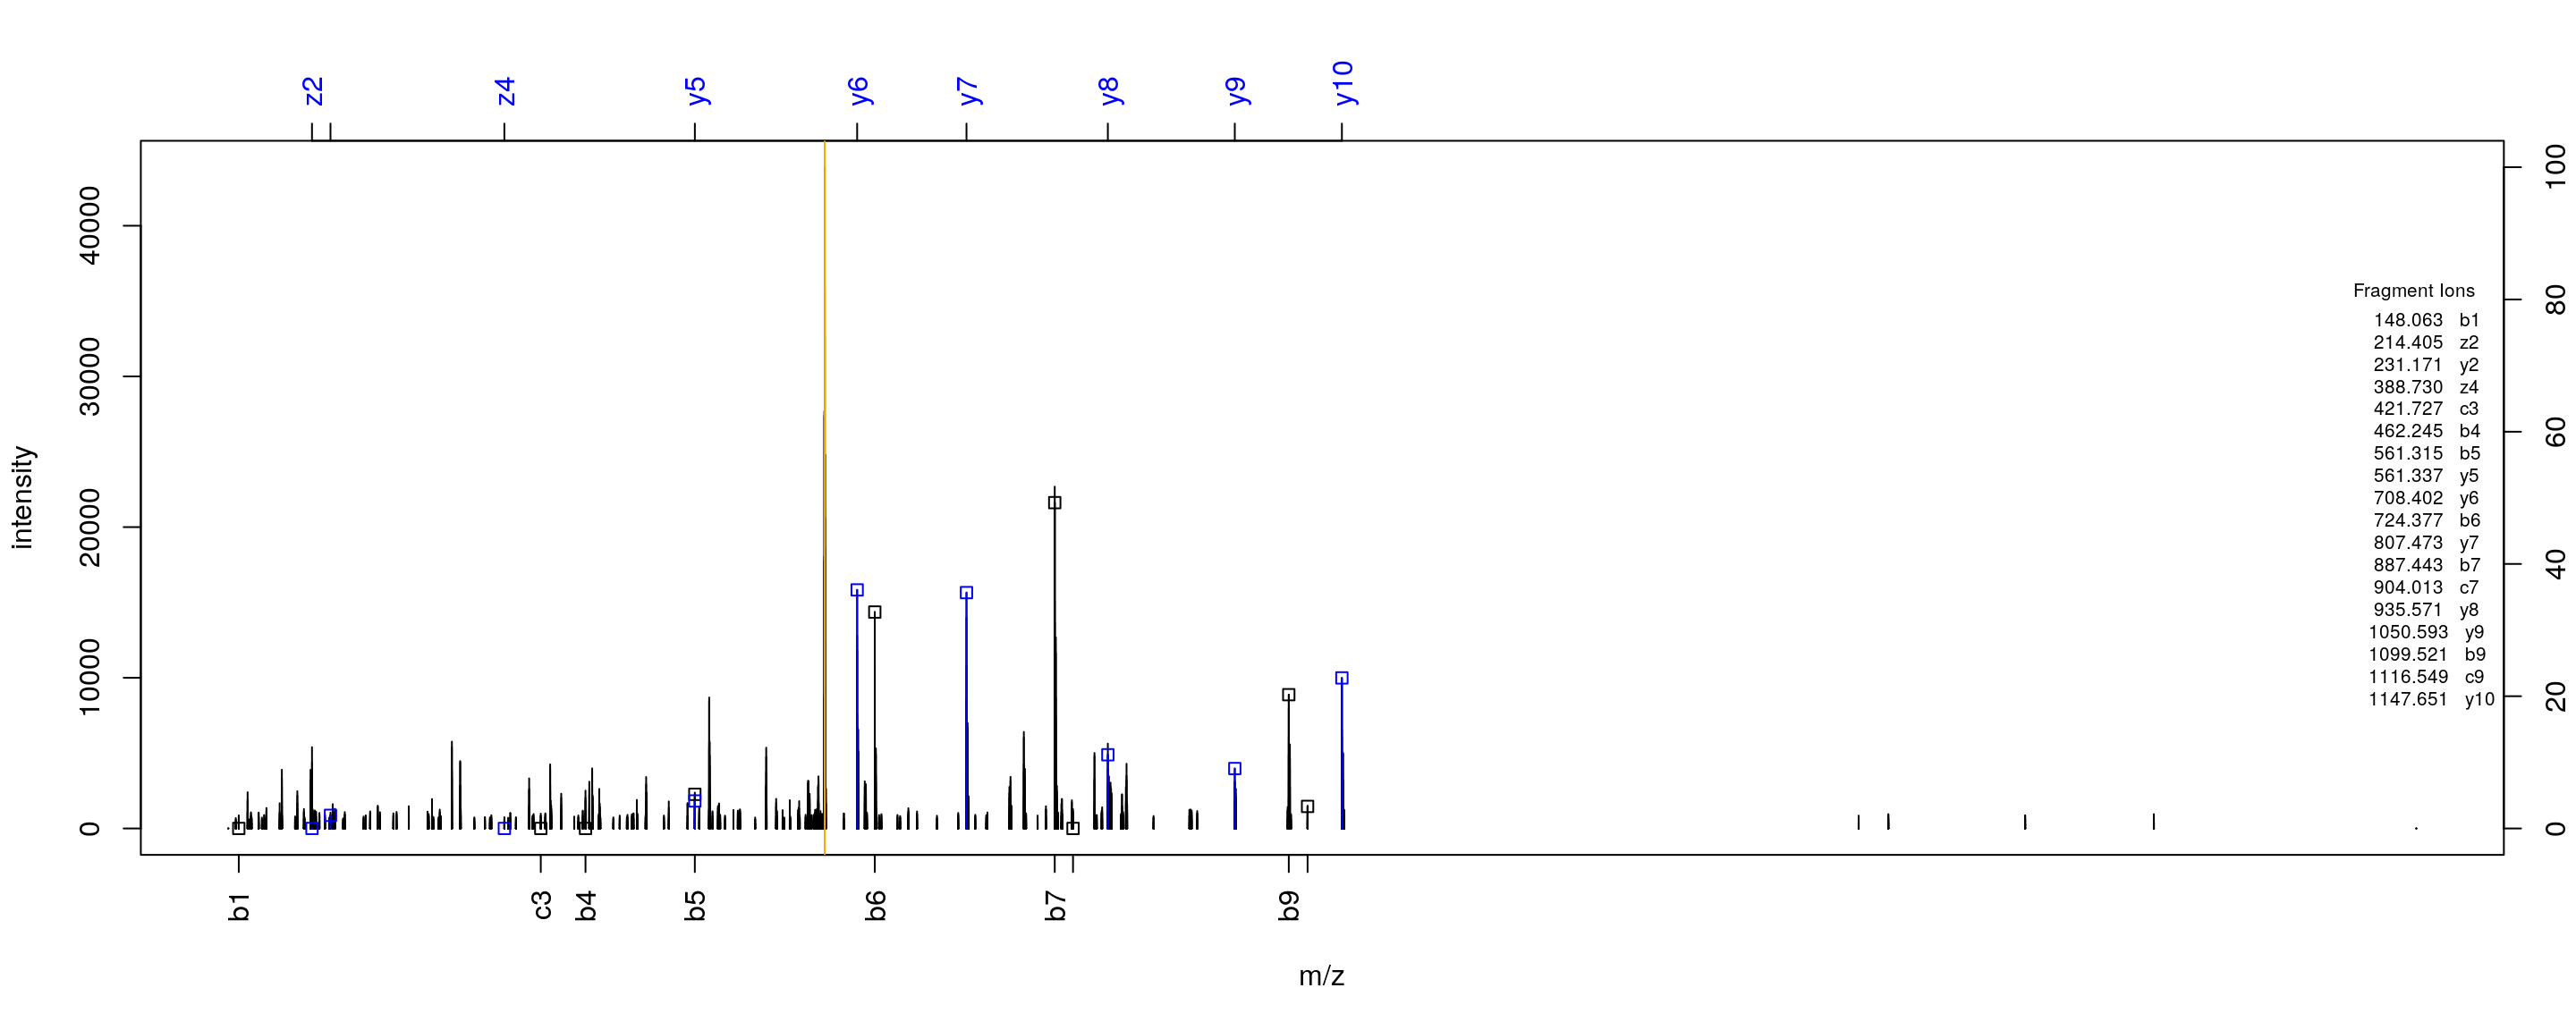 z2 z4 y5 y6 y7 y8 y9 y10
intensity
0 10000 20000 30000 40000
0 20 40 60 80 100
Fragment Ions
148.063 b1
214.405 z2
231.171 y2
388.730 z4
421.727 c3
462.245 b4
561.315 b5
561.337 y5
708.402 y6
724.377 b6
807.473 y7
887.443 b7
904.013 c7
935.571 y8
1050.593 y9
1099.521 b9
1116.549 c9
1147.651 y10
b1 c3 b4 b5 b6 b7 b9
m/z